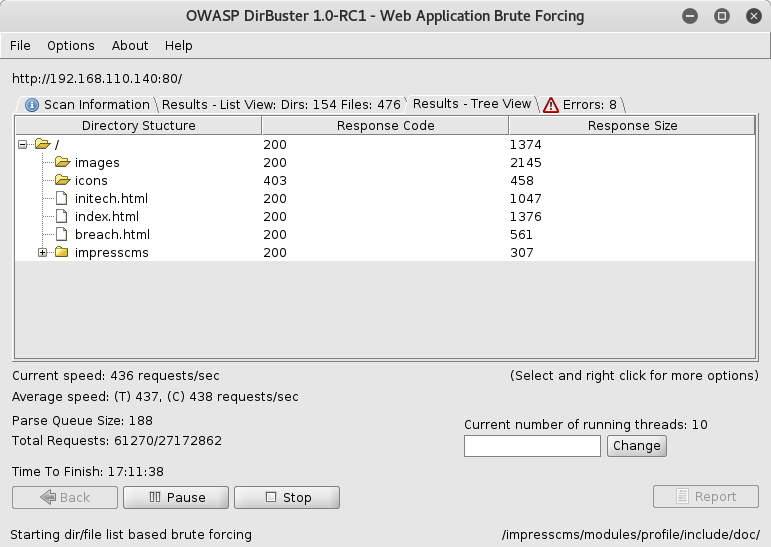 OWASP DirBuster 1.0-RC1 - Web Application Brute Forcing
File Options About Help
http://192.168.110.140:80/
Scan Information Results - List View: Dirs: 154 Files: 476 Results - Tree View Errors: 8
Directory Stucture Response Code Response Size
/ 200 1374
images 200 2145
icons 403 458
initech.html 200 1047
index.html 200 1376
breach.html 200 561
impresscms 200 307
Current speed: 436 requests/sec (Select and right click for more options)
Average speed: (T) 437, (C) 438 requests/sec
Parse Queue Size: 188
Current number of running threads: 10
Total Requests: 61270/27172862
Change
Time To Finish: 17:11:38
Back Pause Stop Report
Starting dir/file list based brute forcing /impresscms/modules/profile/include/doc/